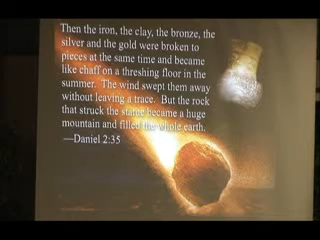 Then the iron, the clay, the bronze, the
silver and the gold were broken to
pieces at the same time and became
like chaff on a threshing floor in the
summer. The wind swept them away
without leaving a trace. But the rock
that struck the statue became a huge
mountain and filled the whole earth.
—Daniel 2:35